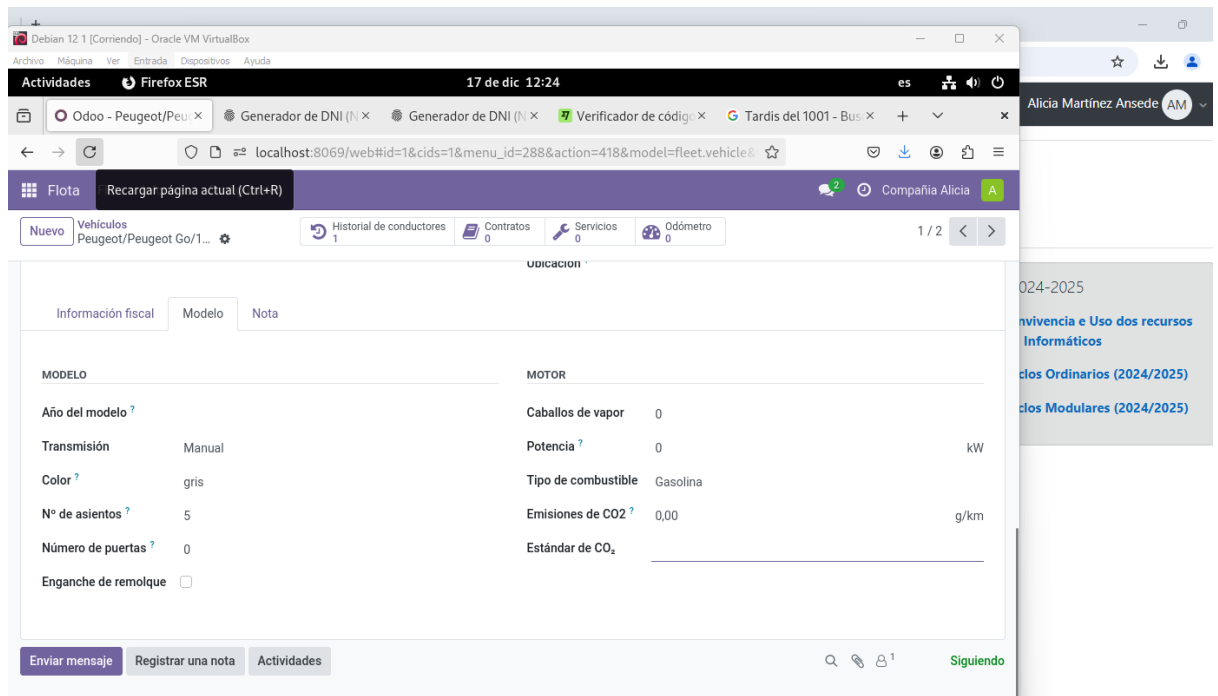 Debian 12 1 [Corriendo] - Oracle VM VirtualBox
Archivo Máquina Ver Entrada Dispositivos Ayuda
Actividades Firefox ESR 17 de dic 12:24 es
Odoo - Peugeot/Peu Generador de DNI (N Generador de DNI (N Verificador de código Tardis del 1001 - Bus
localhost:8069/web#id=1&cids=1&menu_id=288&action=418&model=fleet.vehicle&
Alicia Martínez Ansede AM
Flota Recargar página actual (Ctrl+R) 2 Compañia Alicia A
Nuevo Vehículos
Peugeot/Peugeot Go/1...
Historial de conductores 1
Contratos 0
Servicios 0
Odómetro 0
1 / 2
Ubicación
Información fiscal Modelo Nota
MODELO
Año del modelo ?
Transmisión Manual
Color ? gris
Nº de asientos ? 5
Número de puertas ? 0
Enganche de remolque
MOTOR
Caballos de vapor 0
Potencia ? 0 kW
Tipo de combustible Gasolina
Emisiones de CO2 ? 0,00 g/km
Estándar de CO₂
Enviar mensaje Registrar una nota Actividades 1 Siguiendo
024-2025
nvivencia e Uso dos recursos
Informáticos
clos Ordinarios (2024/2025)
clos Modulares (2024/2025)